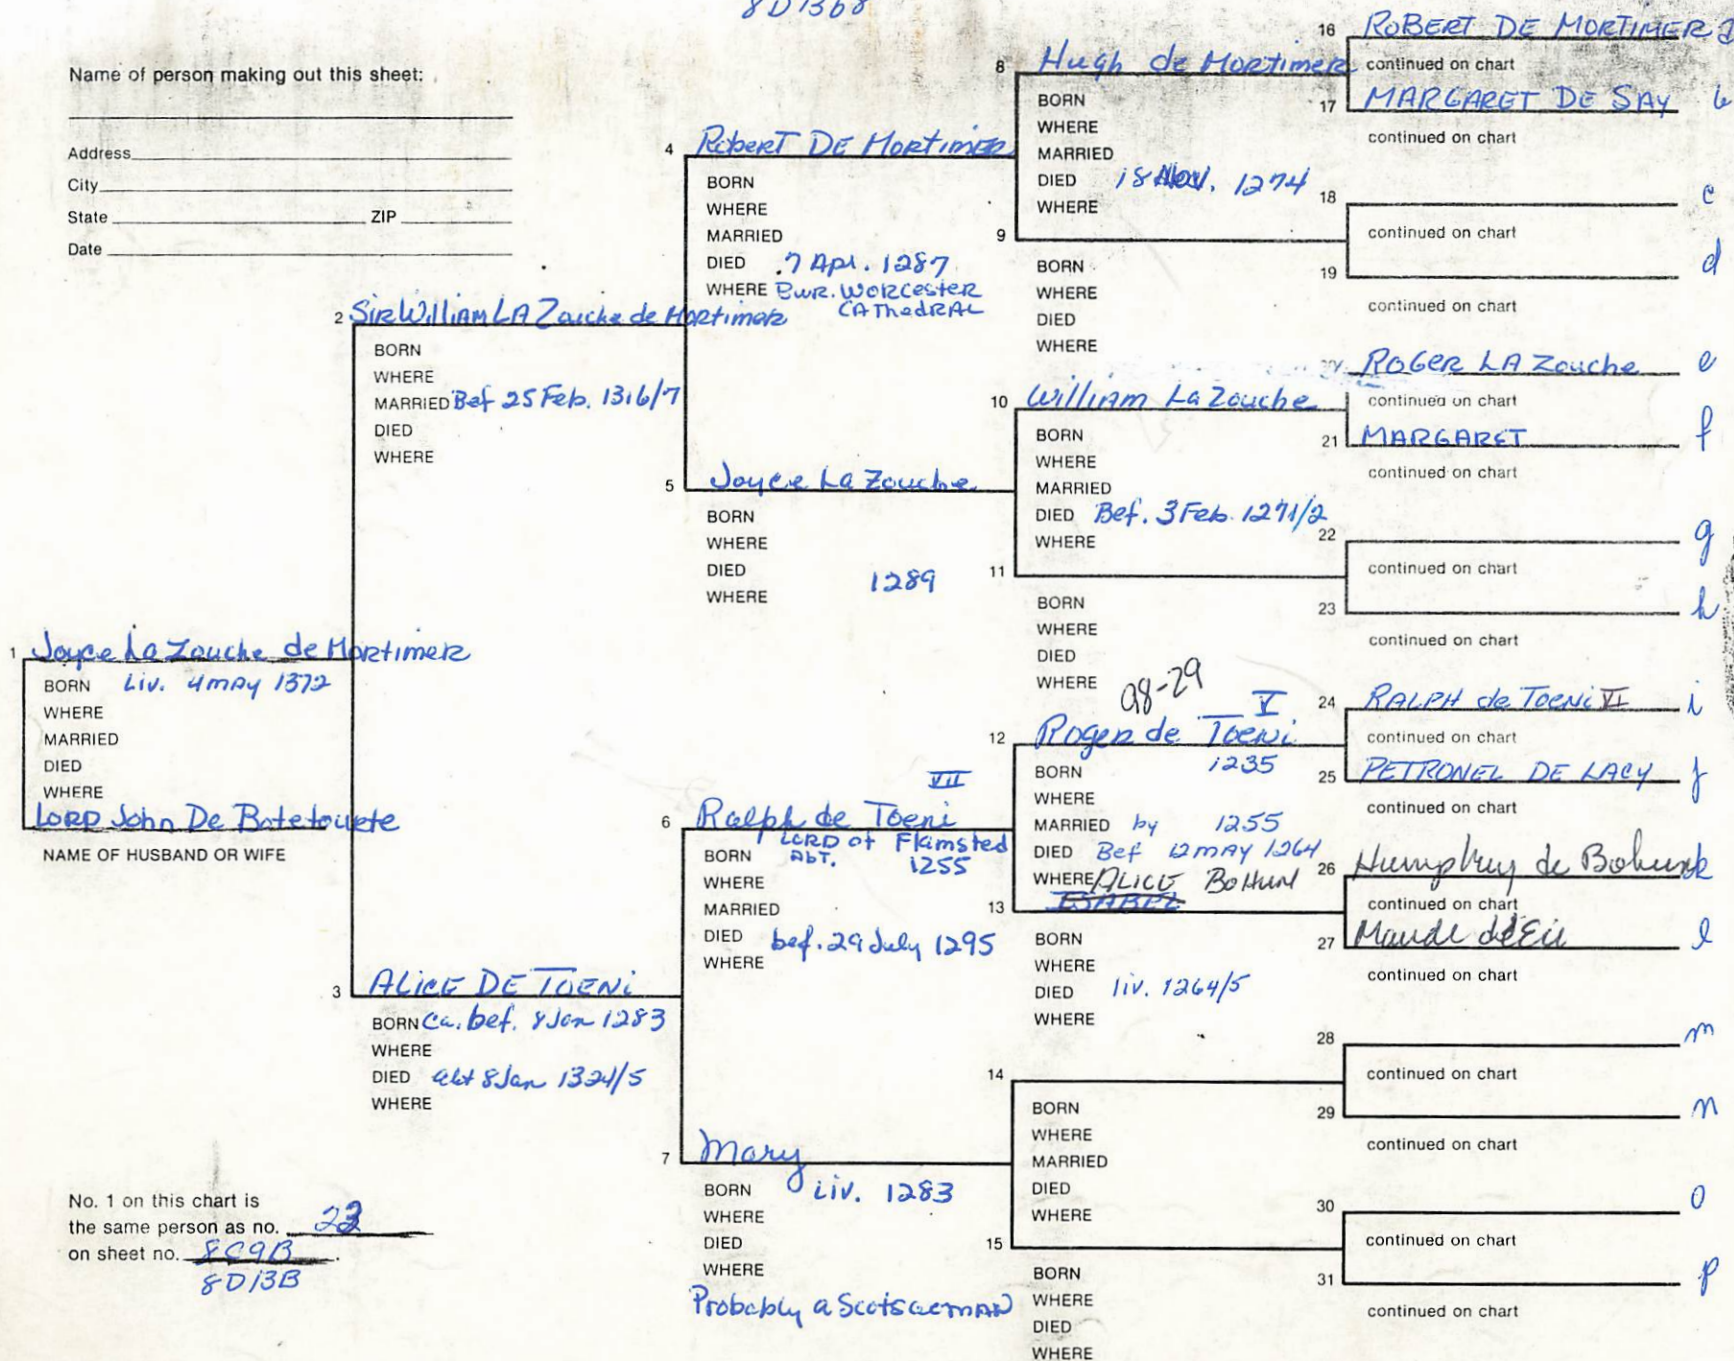 8D13b8
Name of person making out this sheet:
Address
City
State ZIP
Date
1 Joyce La Zouche de Mortimer
BORN Liv. 4 may 1372
WHERE
MARRIED
DIED
WHERE
LORD John De Botetourte
NAME OF HUSBAND OR WIFE
No. 1 on this chart is
the same person as no. 23
on sheet no. 8C9B.
8D13B
2 Sir William LA Zouche de Mortimer
BORN
WHERE
MARRIED Bef 25 Feb. 1316/7
DIED
WHERE
3 ALICE DE TOENI
BORN Ca. bef. 8 Jan 1283
WHERE
DIED abt 8 Jan 1324/5
WHERE
4 Robert DE Mortimer
BORN
WHERE
MARRIED
DIED 7 Apl. 1287
WHERE Bur. Worcester
CAThedRAL
5 Joyce La Zouche
BORN
WHERE
DIED 1289
WHERE
VII
6 Ralph de Toeni
LORD of Flamsted
BORN Abt. 1255
WHERE
MARRIED
DIED bef. 29 July 1295
WHERE
7 Mary
BORN Liv. 1283
WHERE
DIED
WHERE
Probably a Scotswoman
8 Hugh de Mortimer
BORN
WHERE
MARRIED
DIED 18 Nov. 1274
WHERE
9
BORN
WHERE
DIED
WHERE
10 William La Zouche
BORN
WHERE
MARRIED
DIED Bef. 3 Feb. 1271/2
WHERE
11
BORN
WHERE
DIED
WHERE
98-29
V
12 Roger de Toeni
BORN 1235
WHERE
MARRIED by 1255
DIED Bef 12 may 1264
WHERE
ALICE BoHun
13 ISABEL
BORN
WHERE
DIED liv. 1264/5
WHERE
14
BORN
WHERE
MARRIED
DIED
WHERE
15
BORN
WHERE
DIED
WHERE
16 ROBERT DE MORTIMER
continued on chart
17 MARGARET DE SAY b
continued on chart
18 c
continued on chart
19 d
continued on chart
ROGER LA Zouche e
continued on chart
21 MARGARET f
continued on chart
22 g
continued on chart
23 h
continued on chart
24 RALPH de TOENI VI i
continued on chart
25 PETRONEL DE LACY j
continued on chart
26 Humphrey de Bohun k
continued on chart
27 Maude d'Eu l
continued on chart
28 m
continued on chart
29 n
continued on chart
30 o
continued on chart
31 p
continued on chart